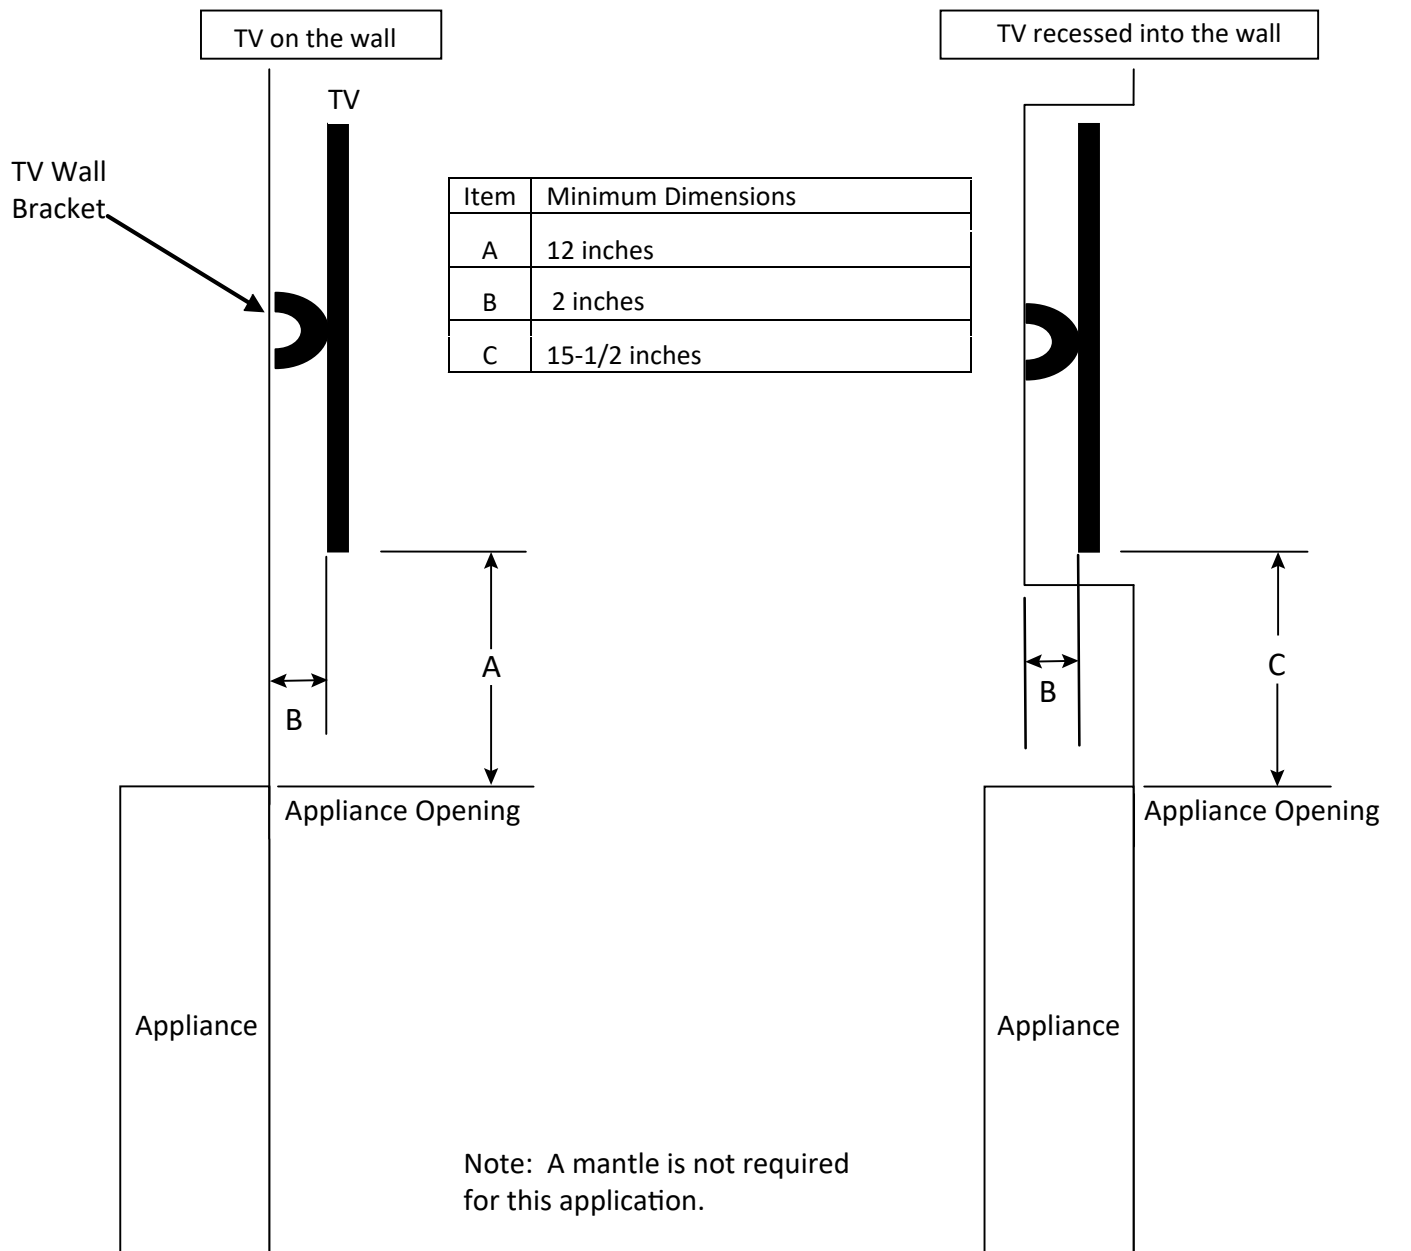 TV on the wall
TV recessed into the wall
TV
TV Wall
Bracket
Item Minimum Dimensions
A 12 inches
B 2 inches
C 15-1/2 inches
A
B
C
B
Appliance Opening
Appliance Opening
Appliance
Appliance
Note: A mantle is not required
for this application.